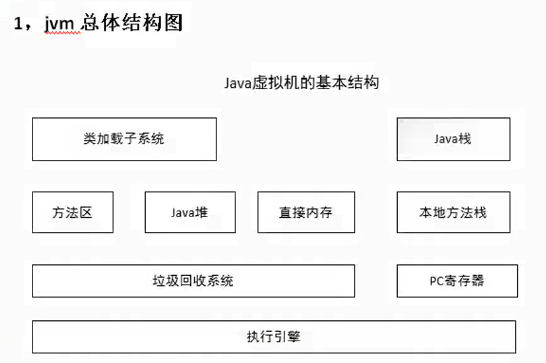 1，jvm 总体结构图
Java虚拟机的基本结构
类加载子系统
Java栈
方法区
Java堆
直接内存
本地方法栈
垃圾回收系统
PC寄存器
执行引擎